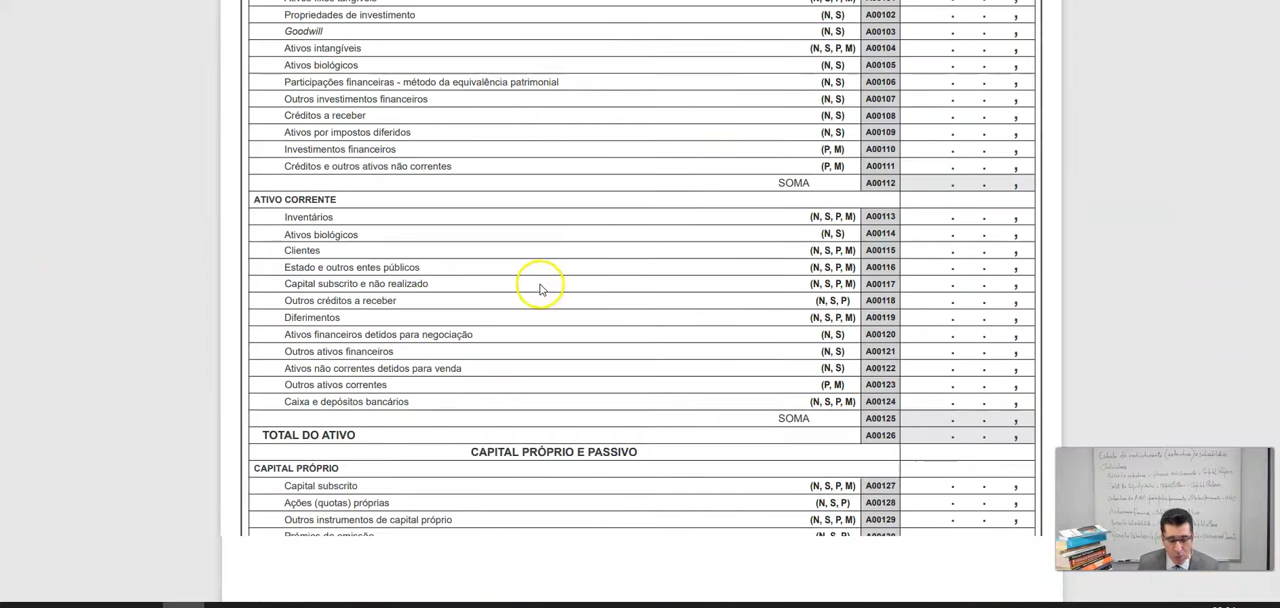 Propriedades de investimento (N, S) A00102 . . ,
Goodwill (N, S) A00103 . . ,
Ativos intangíveis (N, S, P, M) A00104 . . ,
Ativos biológicos (N, S) A00105 . . ,
Participações financeiras - método da equivalência patrimonial (N, S) A00106 . . ,
Outros investimentos financeiros (N, S) A00107 . . ,
Créditos a receber (N, S) A00108 . . ,
Ativos por impostos diferidos (N, S) A00109 . . ,
Investimentos financeiros (P, M) A00110 . . ,
Créditos e outros ativos não correntes (P, M) A00111 . . ,
SOMA A00112 . . ,
ATIVO CORRENTE
Inventários (N, S, P, M) A00113 . . ,
Ativos biológicos (N, S) A00114 . . ,
Clientes (N, S, P, M) A00115 . . ,
Estado e outros entes públicos (N, S, P, M) A00116 . . ,
Capital subscrito e não realizado (N, S, P, M) A00117 . . ,
Outros créditos a receber (N, S, P) A00118 . . ,
Diferimentos (N, S, P, M) A00119 . . ,
Ativos financeiros detidos para negociação (N, S) A00120 . . ,
Outros ativos financeiros (N, S) A00121 . . ,
Ativos não correntes detidos para venda (N, S) A00122 . . ,
Outros ativos correntes (P, M) A00123 . . ,
Caixa e depósitos bancários (N, S, P, M) A00124 . . ,
SOMA A00125 . . ,
TOTAL DO ATIVO A00126 . . ,
CAPITAL PRÓPRIO E PASSIVO
CAPITAL PRÓPRIO
Capital subscrito (N, S, P, M) A00127 . . ,
Ações (quotas) próprias (N, S, P) A00128 . . ,
Outros instrumentos de capital próprio (N, S, P, M) A00129 . . ,